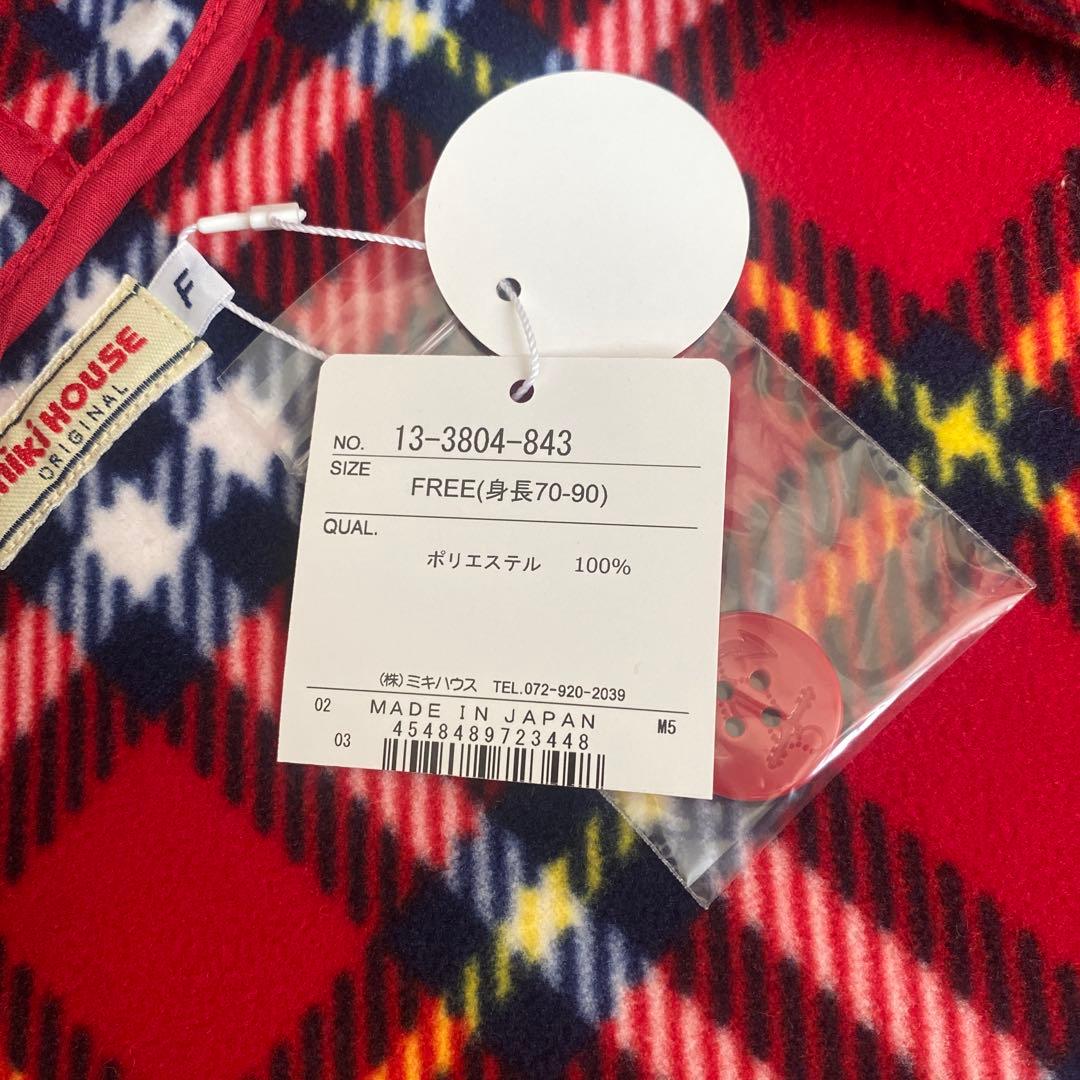 F
miki HOUSE
ORIGINAL
NO. 13-3804-843
SIZE
FREE(身長70-90)
QUAL.
ポリエステル 100%
(株)ミキハウス TEL.072-920-2039
02 MADE IN JAPAN M5
03 4548489723448